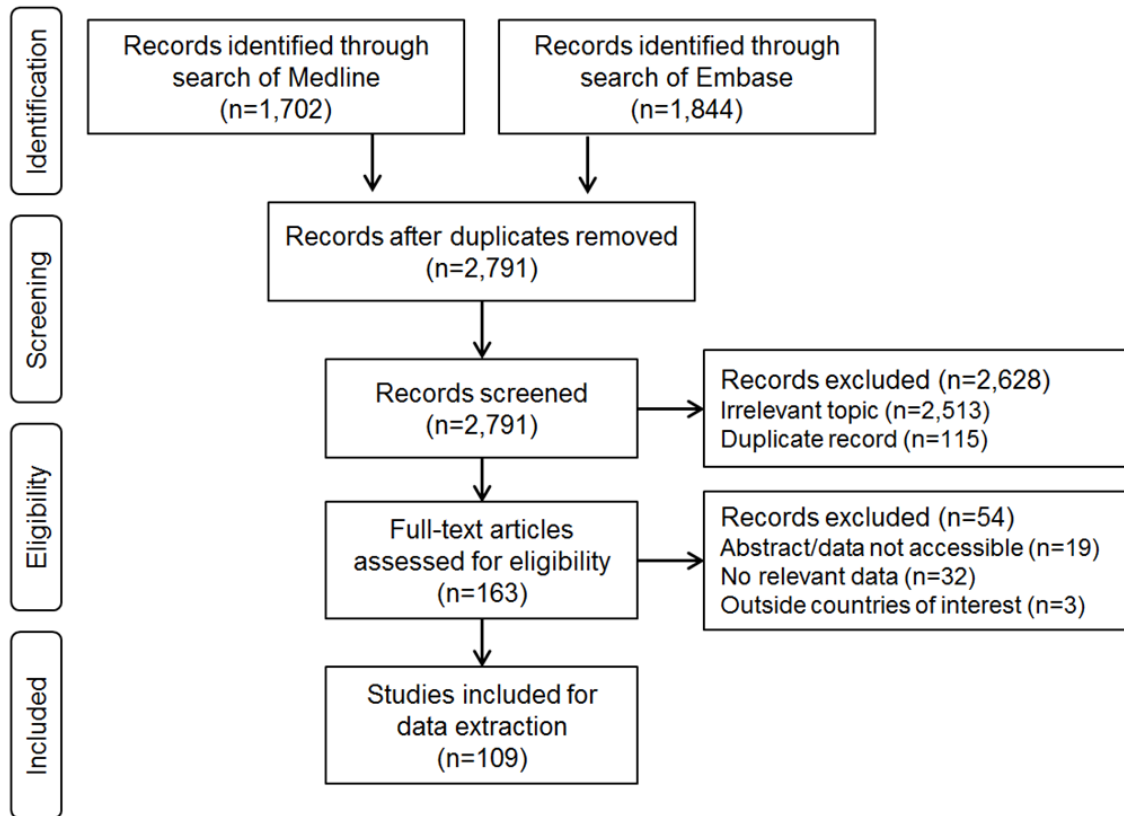 Identification
Records identified through
search of Medline
(n=1,702)
Records identified through
search of Embase
(n=1,844)
Screening
Records after duplicates removed
(n=2,791)
Records screened
(n=2,791)
Records excluded (n=2,628)
Irrelevant topic (n=2,513)
Duplicate record (n=115)
Eligibility
Full-text articles
assessed for eligibility
(n=163)
Records excluded (n=54)
Abstract/data not accessible (n=19)
No relevant data (n=32)
Outside countries of interest (n=3)
Included
Studies included for
data extraction
(n=109)